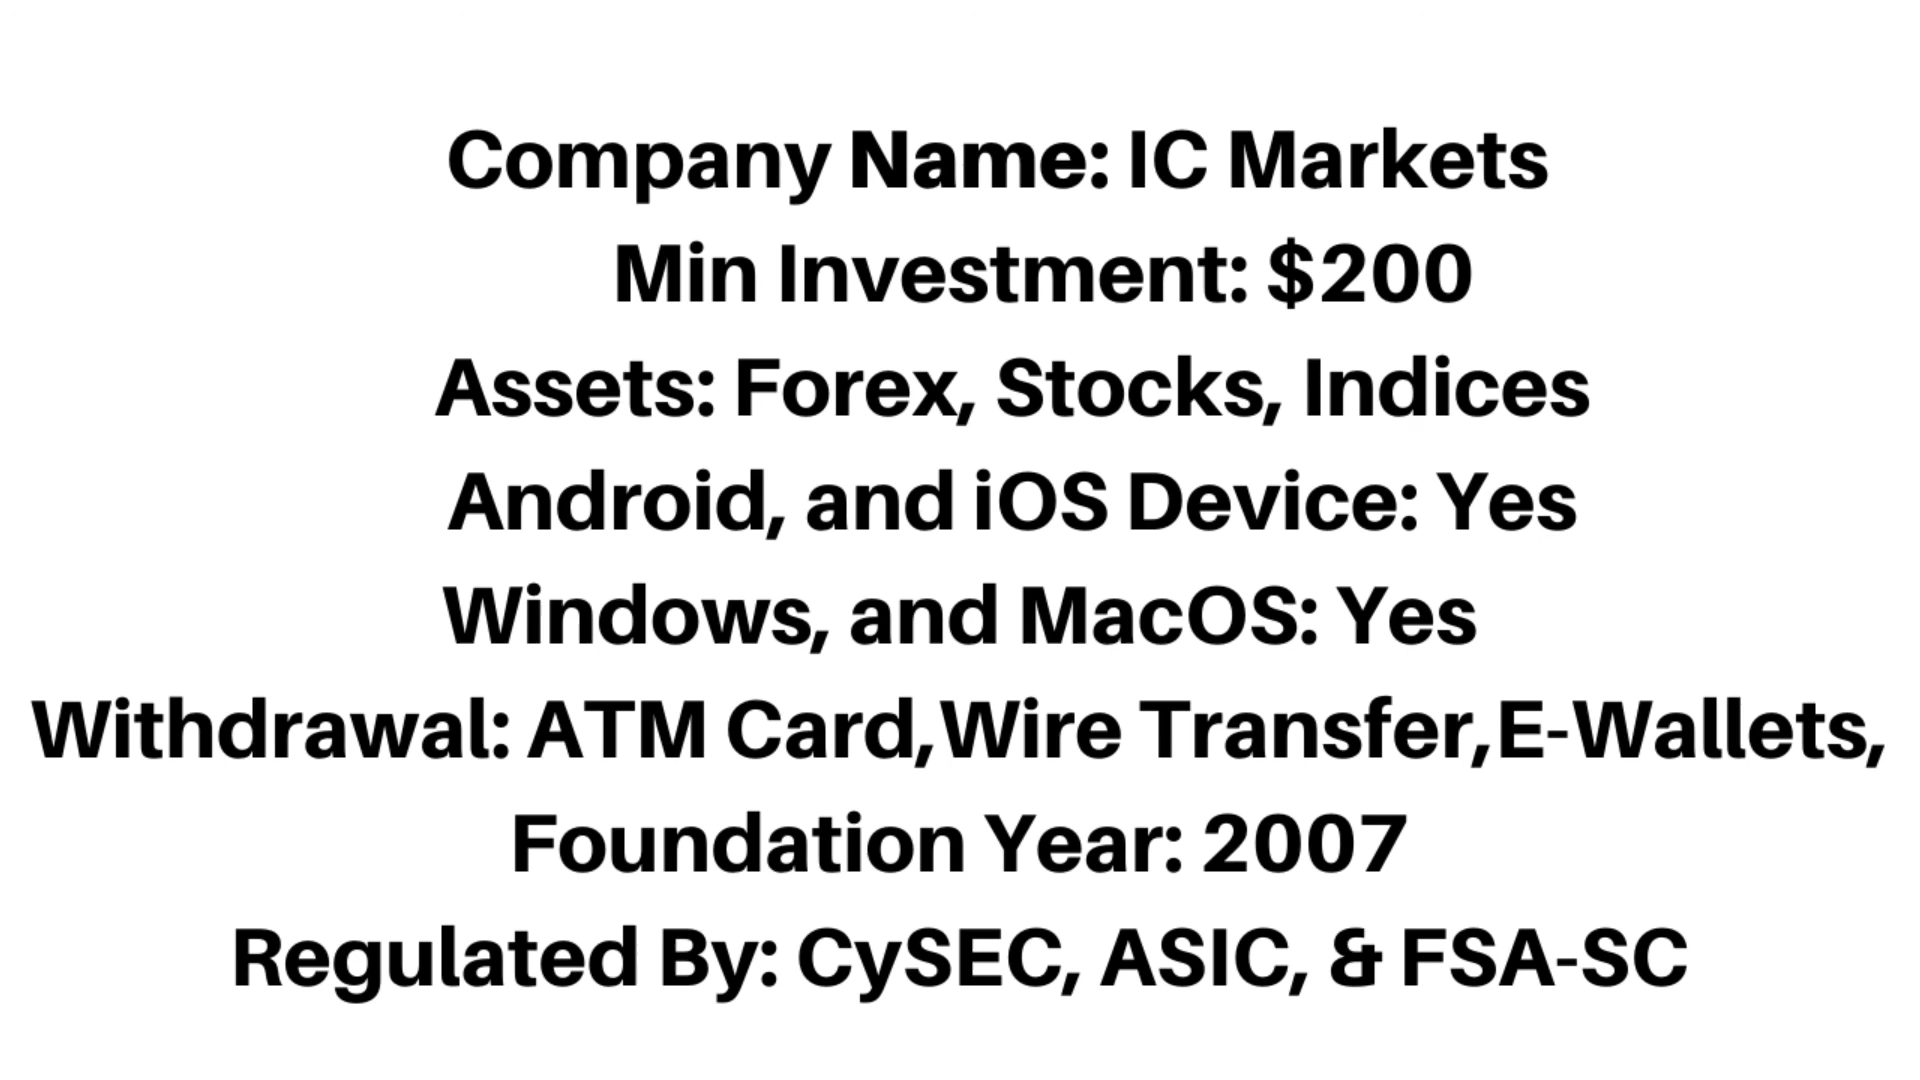 Company Name: IC Markets
Min Investment: $200
Assets: Forex, Stocks, Indices
Android, and iOS Device: Yes
Windows, and MacOS: Yes
Withdrawal: ATM Card,Wire Transfer,E-Wallets,
Foundation Year: 2007
Regulated By: CySEC, ASIC, & FSA-SC